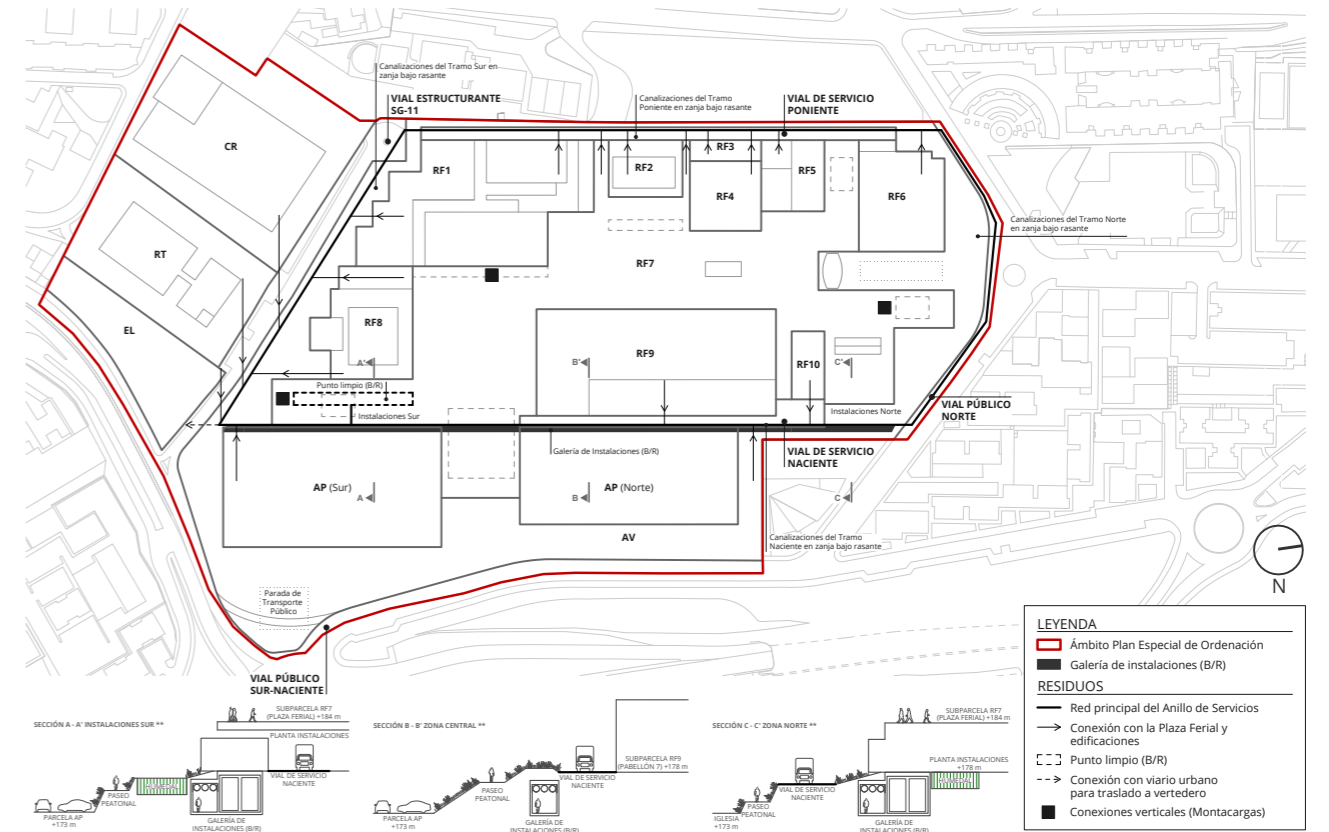 Canalizaciones del Tramo Sur en
zanja bajo rasante
VIAL ESTRUCTURANTE
SG-11
Canalizaciones del Tramo
Poniente en zanja bajo rasante
VIAL DE SERVICIO
PONIENTE
CR
RF1
RF2
RF3
RF4
RF5
RF6
Canalizaciones del Tramo Norte
en zanja bajo rasante
RT
RF7
EL
RF8
A'
B'
RF9
RF10
C'
Punto limpio (B/R)
Instalaciones Sur
Instalaciones Norte
VIAL PÚBLICO
NORTE
Galería de Instalaciones (B/R)
VIAL DE SERVICIO
NACIENTE
AP (Sur)
A
B
AP (Norte)
C
AV
Canalizaciones del Tramo
Naciente en zanja bajo rasante
N
Parada de
Transporte
Público
VIAL PÚBLICO
SUR-NACIENTE
LEYENDA
Ámbito Plan Especial de Ordenación
Galería de instalaciones (B/R)
RESIDUOS
Red principal del Anillo de Servicios
Conexión con la Plaza Ferial y
edificaciones
Punto limpio (B/R)
Conexión con viario urbano
para traslado a vertedero
Conexiones verticales (Montacargas)
SECCIÓN A - A' INSTALACIONES SUR **
SUBPARCELA RF7
(PLAZA FERIAL) +184 m
PLANTA INSTALACIONES
HUMEDAL
VIAL DE SERVICIO
NACIENTE
PASEO
PEATONAL
PARCELA AP
+173 m
GALERÍA DE
INSTALACIONES (B/R)
SECCIÓN B - B' ZONA CENTRAL **
SUBPARCELA RF9
(PABELLÓN 7) +178 m
VIAL DE SERVICIO
NACIENTE
PASEO
PEATONAL
PARCELA AP
+173 m
GALERÍA DE
INSTALACIONES (B/R)
SECCIÓN C - C' ZONA NORTE **
SUBPARCELA RF7
(PLAZA FERIAL) +184 m
PLANTA INSTALACIONES
+178 m
HUMEDAL
VIAL DE SERVICIO
NACIENTE
PASEO
PEATONAL
IGLESIA
+173 m
GALERÍA DE
INSTALACIONES (B/R)